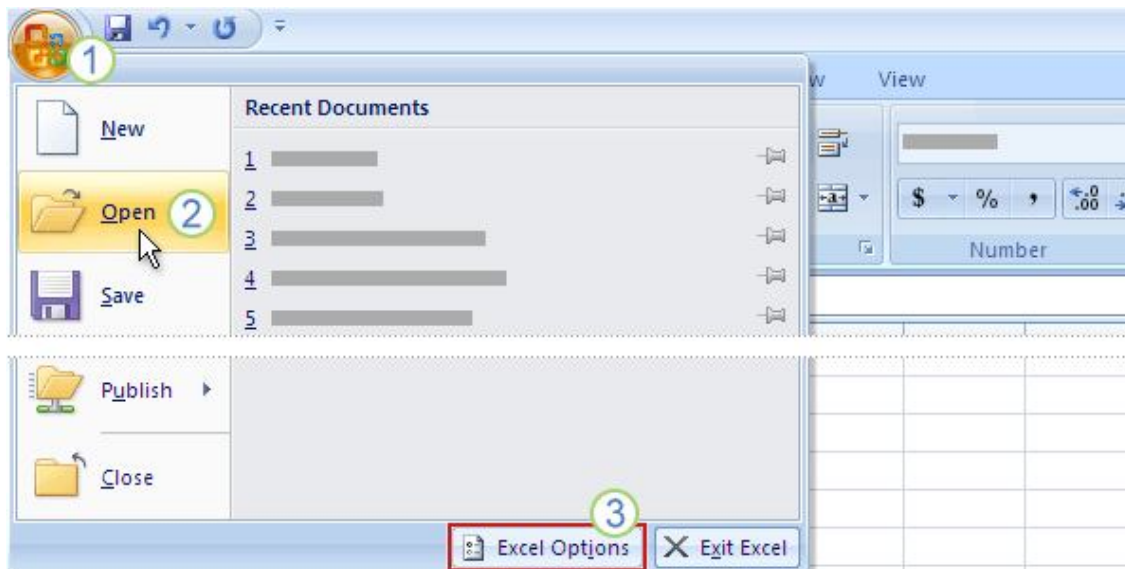 1
w View
New
Recent Documents
1
Open 2
2
$ % , .0 .00
3
Number
4
Save
5
Publish
Close
3
Excel Options Exit Excel